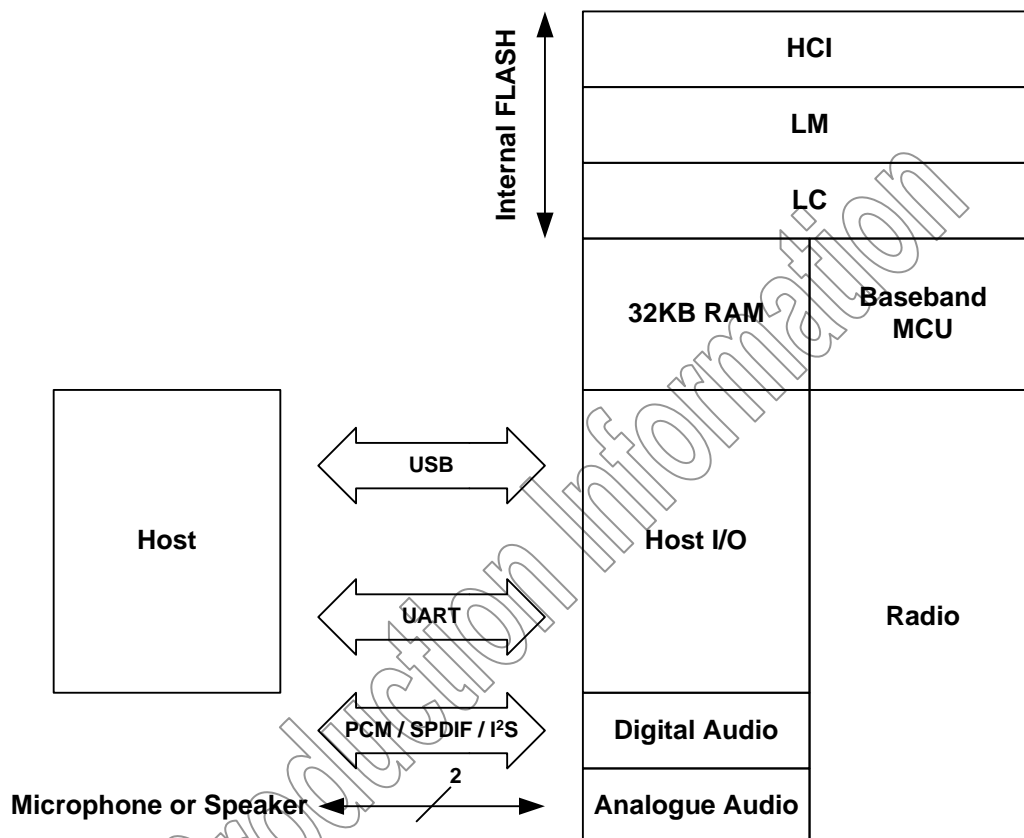 Internal FLASH
HCI
LM
LC
32KB RAM
Baseband
MCU
Host
USB
UART
PCM / SPDIF / I²S
2
Microphone or Speaker
Host I/O
Radio
Digital Audio
Analogue Audio
Production Information